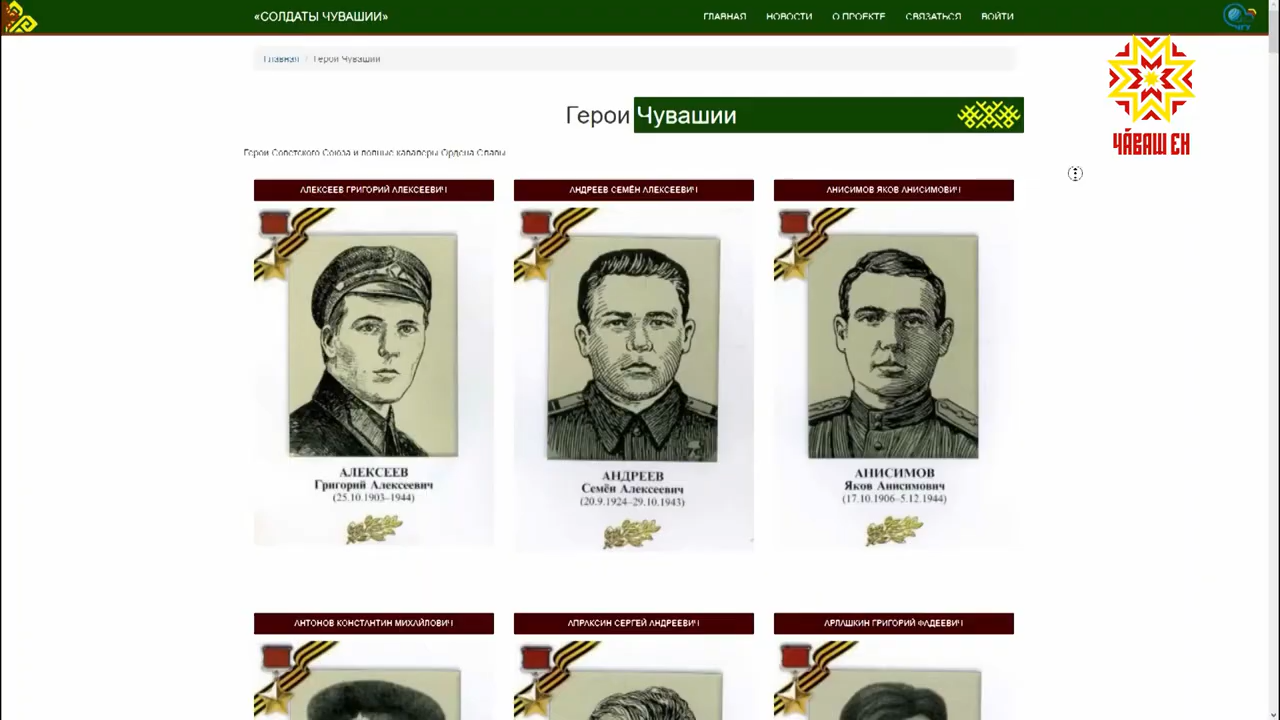 «СОЛДАТЫ ЧУВАШИИ»
ГЛАВНАЯ НОВОСТИ О ПРОЕКТЕ СВЯЗАТЬСЯ ВОЙТИ
ЧГУ
Главная / Герои Чувашии
ЧӐВАШ ЕН
Герои Чувашии
Герои Советского Союза и полные кавалеры Ордена Славы
АЛЕКСЕЕВ ГРИГОРИЙ АЛЕКСЕЕВИЧ
АНДРЕЕВ СЕМЁН АЛЕКСЕЕВИЧ
АНИСИМОВ ЯКОВ АНИСИМОВИЧ
АЛЕКСЕЕВ
Григорий Алексеевич
(25.10.1903–1944)
АНДРЕЕВ
Семён Алексеевич
(20.9.1924–29.10.1943)
АНИСИМОВ
Яков Анисимович
(17.10.1906–5.12.1944)
АНТОНОВ КОНСТАНТИН МИХАЙЛОВИЧ
АПРАКСИН СЕРГЕЙ АНДРЕЕВИЧ
АРЛАШКИН ГРИГОРИЙ ФАДЕЕВИЧ